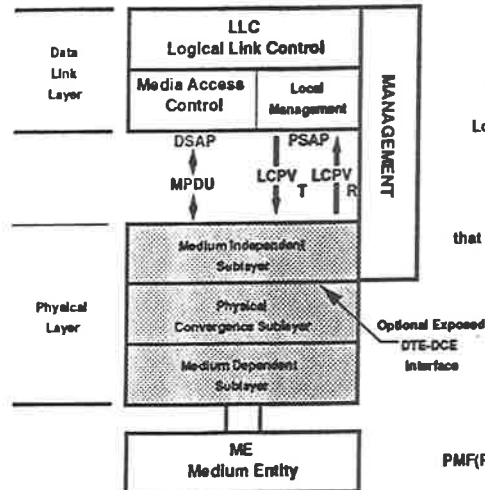 LLC
Logical Link Control
Data
Link
Layer
Media Access
Control
Local
Management
MANAGEMENT
DSAP
PSAP
MPDU
LCPV
T
LCPV
R
that
Medium Independent
Sublayer
Physical
Layer
Physical
Convergence Sublayer
Optional Exposed
DTE-DCE
Interface
Medium Dependent
Sublayer
ME
Medium Entity